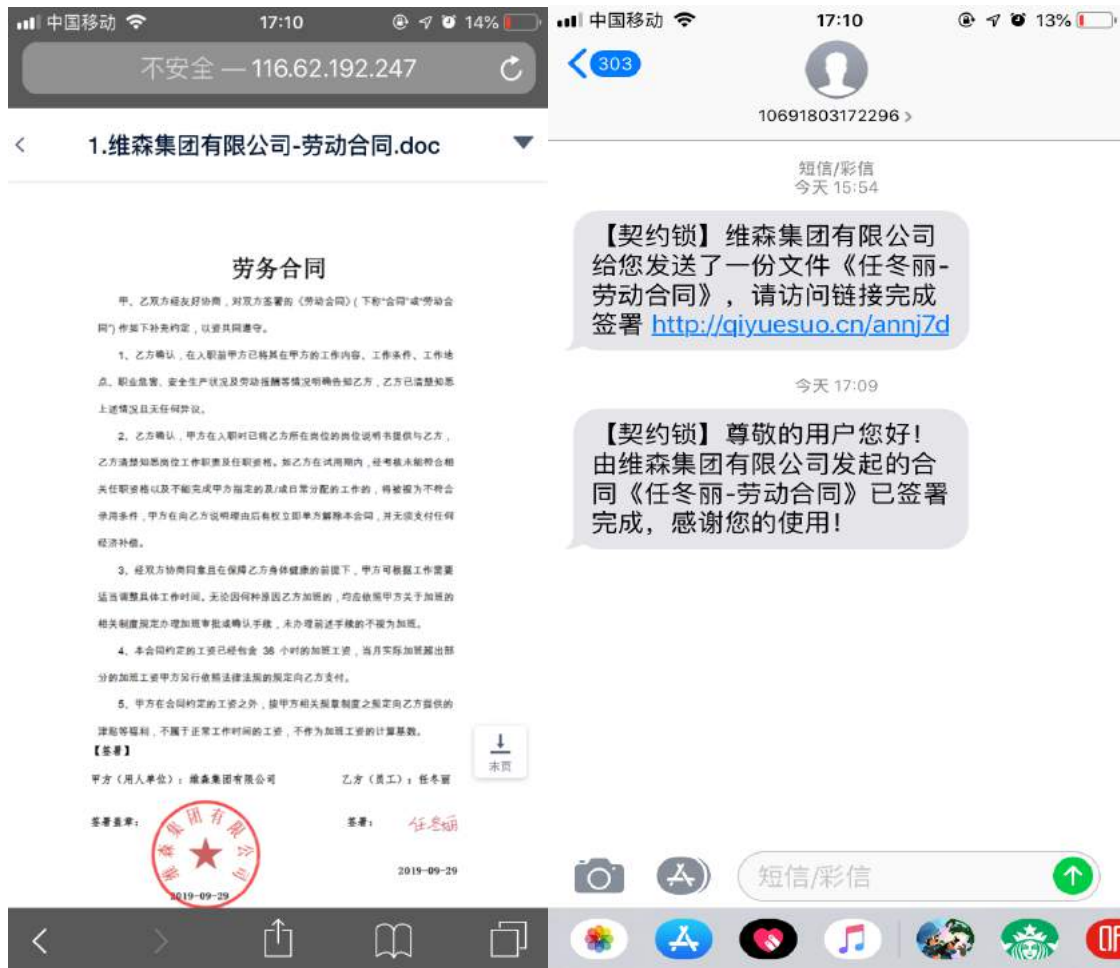 中国移动 17:10 14%
不安全 — 116.62.192.247
1.维森集团有限公司-劳动合同.doc
劳务合同
甲、乙双方经友好协商，对双方签署的《劳动合同》（下称“合同”或“劳动合
同”）作如下补充约定，以资共同遵守。
1、乙方确认，在入职前甲方已将其在甲方的工作内容、工作条件、工作地
点、职业危害、安全生产状况及劳动报酬等情况明确告知乙方，乙方已清楚知悉
上述情况且无任何异议。
2、乙方确认，甲方在入职时已将乙方所在岗位的岗位说明书提供与乙方，
乙方清楚知悉岗位工作职责及任职资格。如乙方在试用期内，经考核未能符合相
关任职资格以及不能完成甲方指定的及/或日常分配的工作的，将被视为不符合
录用条件，甲方在向乙方说明理由后有权立即单方解除本合同，并无须支付任何
经济补偿。
3、经双方协商同意且在保障乙方身体健康的前提下，甲方可根据工作需要
适当调整具体工作时间。无论因何种原因乙方加班的，均应依照甲方关于加班的
相关制度规定办理加班审批或确认手续，未办理前述手续的不视为加班。
4、本合同约定的工资已经包含 36 小时的加班工资，当月实际加班超出部
分的加班工资甲方另行依照法律法规的规定向乙方支付。
5、甲方在合同约定的工资之外，按甲方相关规章制度之规定向乙方提供的
津贴等福利，不属于正常工作时间的工资，不作为加班工资的计算基数。
【签署】
甲方（用人单位）：维森集团有限公司 乙方（员工）：任冬丽
签署盖章： 签署： 任冬丽
维森集团有限公司
2019-09-29
2019-09-29
末页
中国移动 17:10 13%
303
10691803172296
短信/彩信
今天 15:54
【契约锁】维森集团有限公司
给您发送了一份文件《任冬丽-
劳动合同》，请访问链接完成
签署 http://qiyuesuo.cn/annj7d
今天 17:09
【契约锁】尊敬的用户您好！
由维森集团有限公司发起的合
同《任冬丽-劳动合同》已签署
完成，感谢您的使用！
短信/彩信